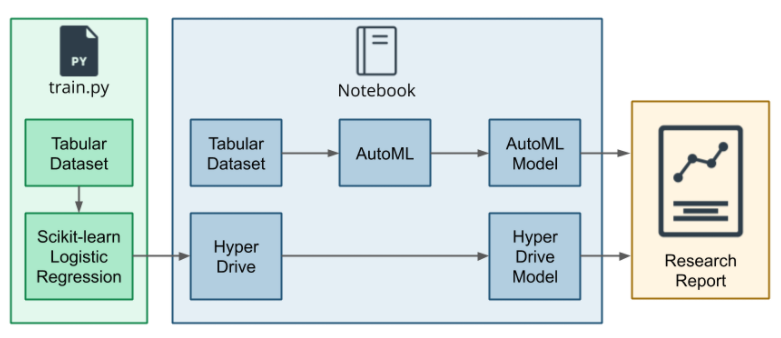 PY
train.py
Tabular
Dataset
Scikit-learn
Logistic
Regression
Notebook
Tabular
Dataset
AutoML
AutoML
Model
Hyper
Drive
Hyper
Drive
Model
Research
Report